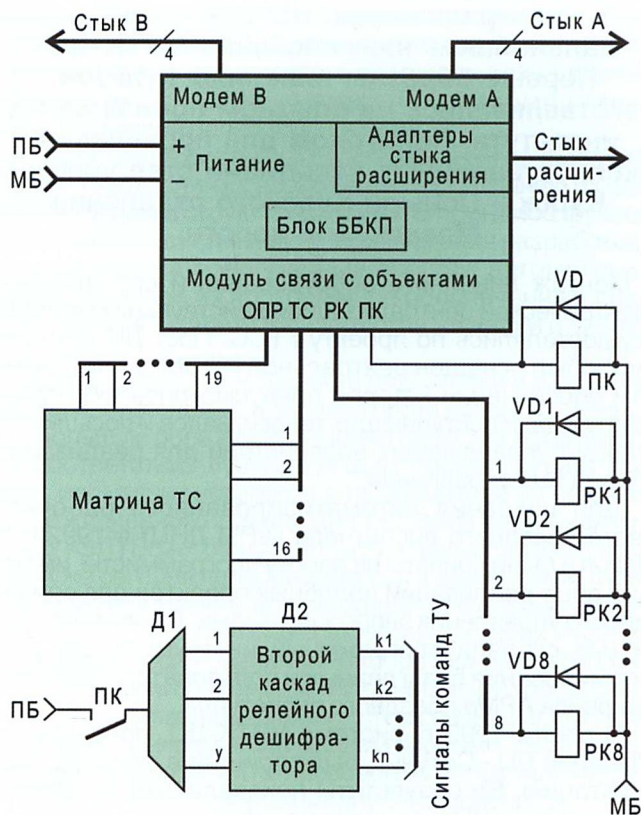 Стык В
Стык А
4
4
Модем В
Модем А
Адаптеры
стыка
расширения
ПБ
+
Питание
МБ
−
Стык
расши-
рения
Блок ББКП
Модуль связи с объектами
ОПР ТС РК ПК
VD
ПК
1
2
19
Матрица ТС
1
2
16
VD1
1
РК1
VD2
2
РК2
VD8
8
РК8
МБ
Д1
Д2
ПБ
ПК
1
2
y
Второй
каскад
релейного
дешифра-
тора
k1
k2
kn
Сигналы команд ТУ